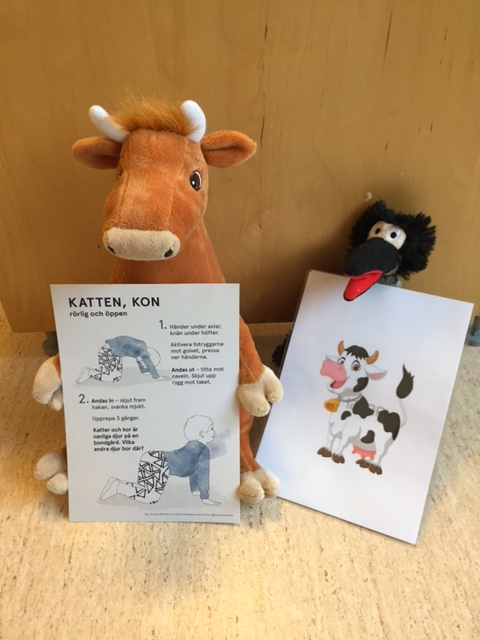 KATTEN, KON
rörlig och öppen
1. Händer under axlar,
knän under höfter.
Aktivera fotryggarna
mot golvet, pressa
ner händerna.
Andas ut – titta mot
naveln. Skjut upp
rygg mot taket.
2. Andas in – skjut fram
hakan, svanka mjukt.
Upprepa 3 gånger.
Katter och kor är
vanliga djur på en
bondgård. Vilka
andra djur bor där?